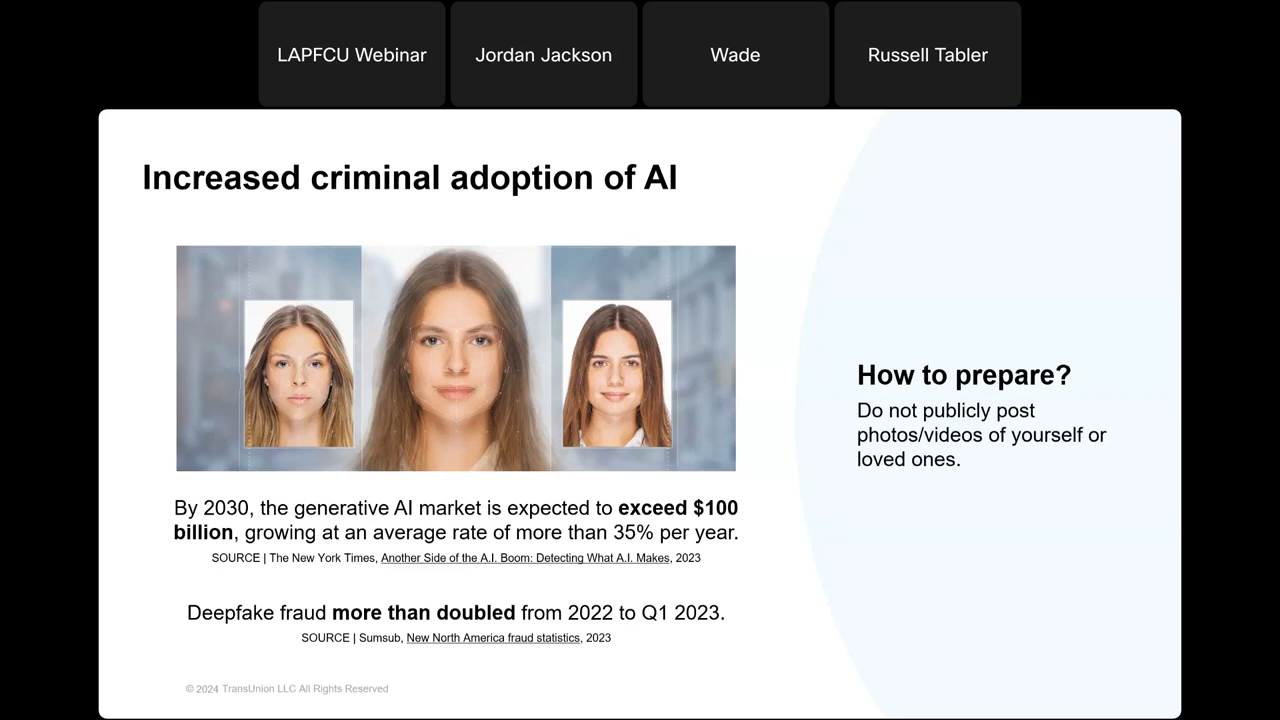 LAPFCU Webinar
Jordan Jackson
Wade
Russell Tabler
Increased criminal adoption of AI
How to prepare?
Do not publicly post
photos/videos of yourself or
loved ones.
By 2030, the generative AI market is expected to exceed $100
billion, growing at an average rate of more than 35% per year.
SOURCE | The New York Times, Another Side of the A.I. Boom: Detecting What A.I. Makes, 2023
Deepfake fraud more than doubled from 2022 to Q1 2023.
SOURCE | Sumsub, New North America fraud statistics, 2023
© 2024 TransUnion LLC All Rights Reserved